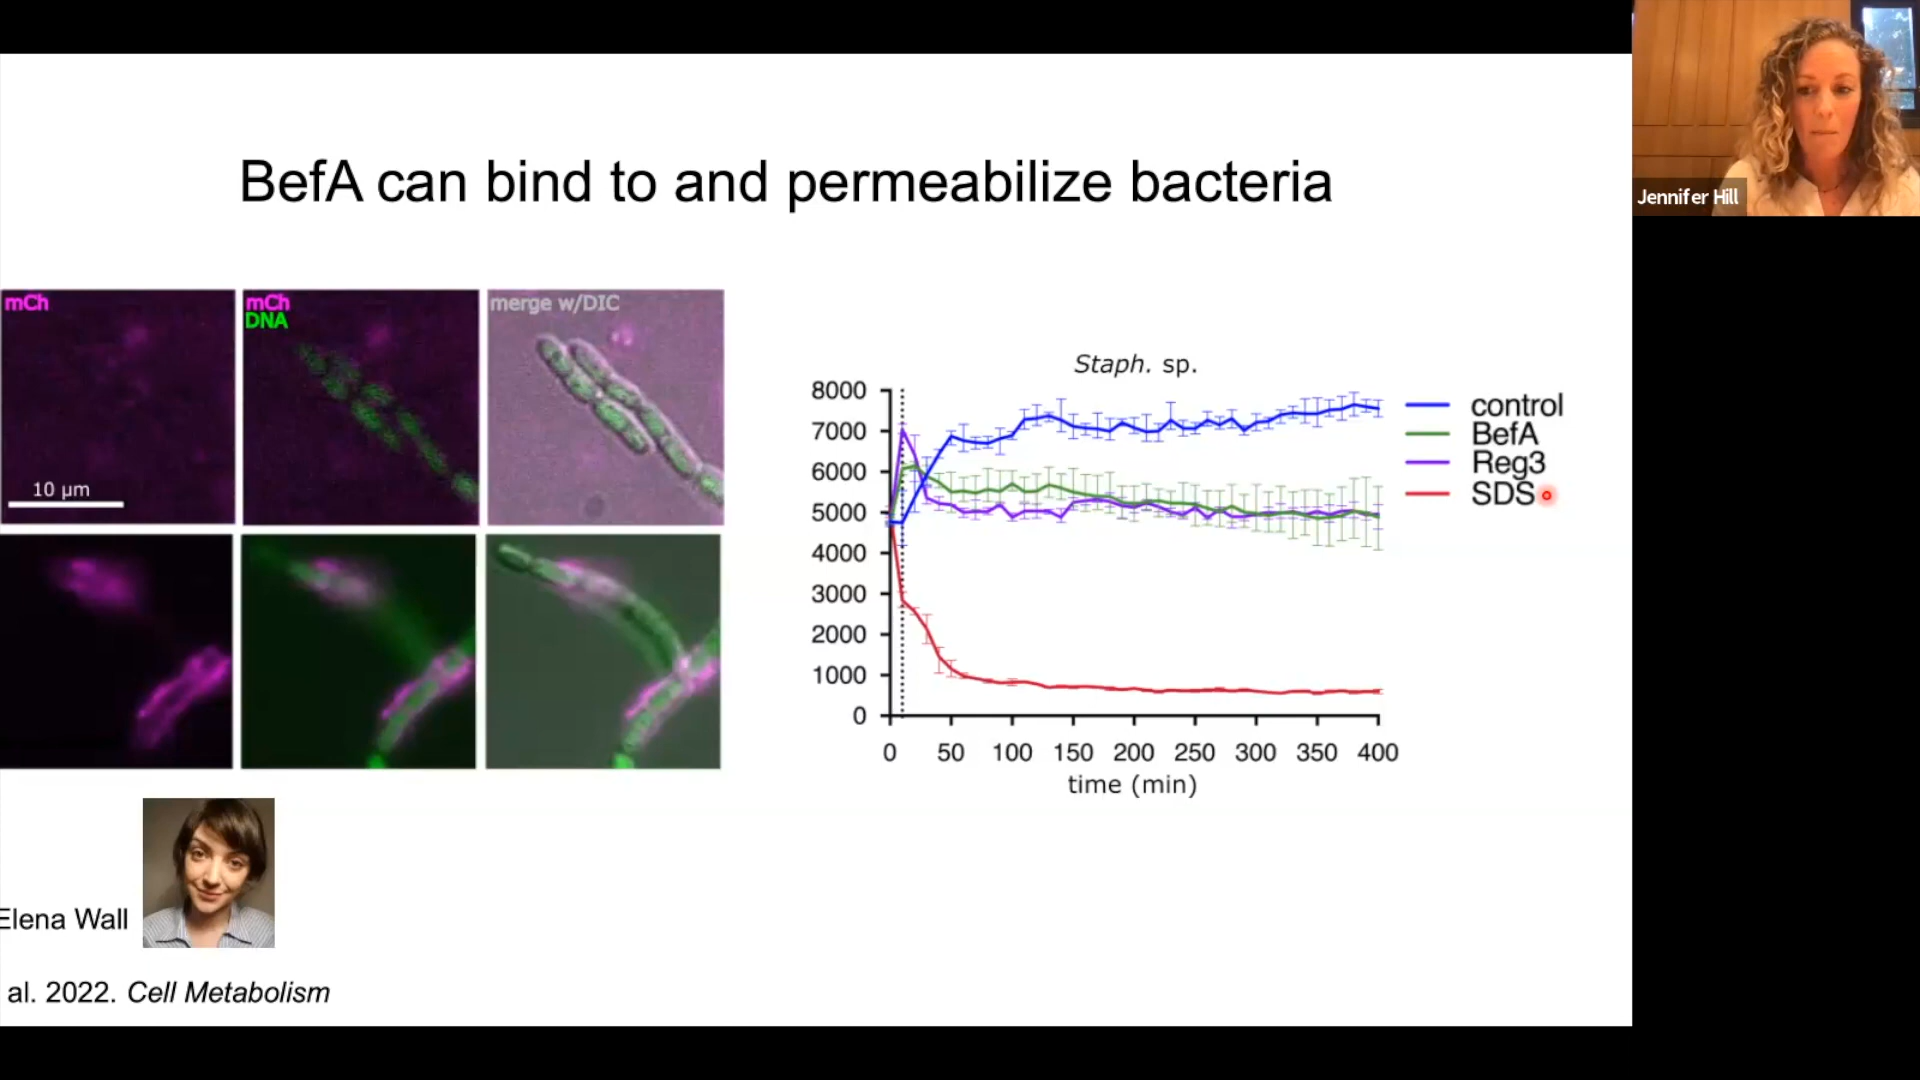 BefA can bind to and permeabilize bacteria
Jennifer Hill
mCh
mCh
DNA
merge w/DIC
10 µm
Staph. sp.
8000
7000
6000
5000
4000
3000
2000
1000
0
0 50 100 150 200 250 300 350 400
time (min)
control
BefA
Reg3
SDS
Elena Wall
al. 2022. Cell Metabolism